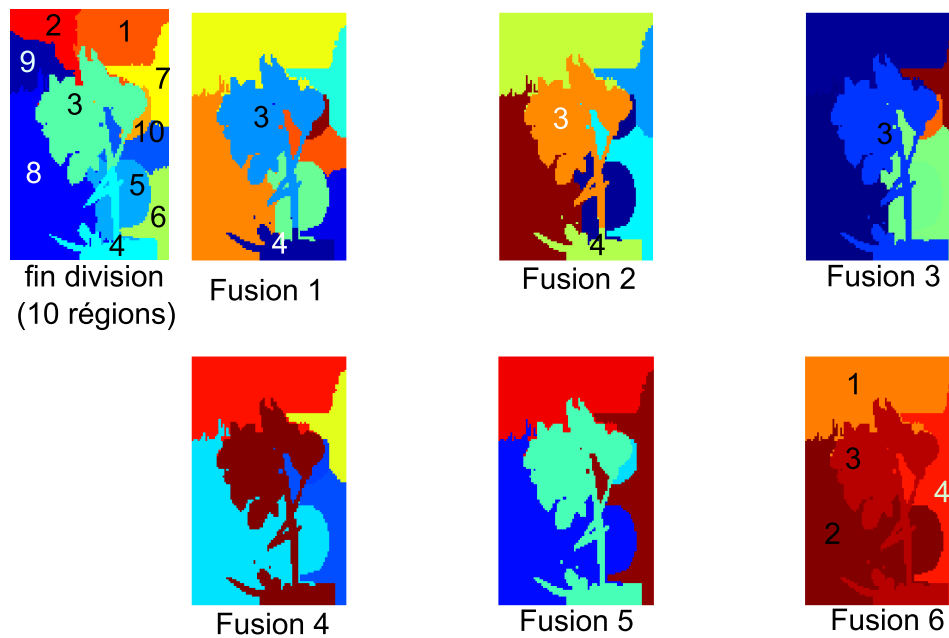 2 1
9
7
3
10
8
5
6
4
fin division
(10 régions)
3
4
Fusion 1
3
4
Fusion 2
3
Fusion 3
Fusion 4
Fusion 5
1
3
4
2
Fusion 6